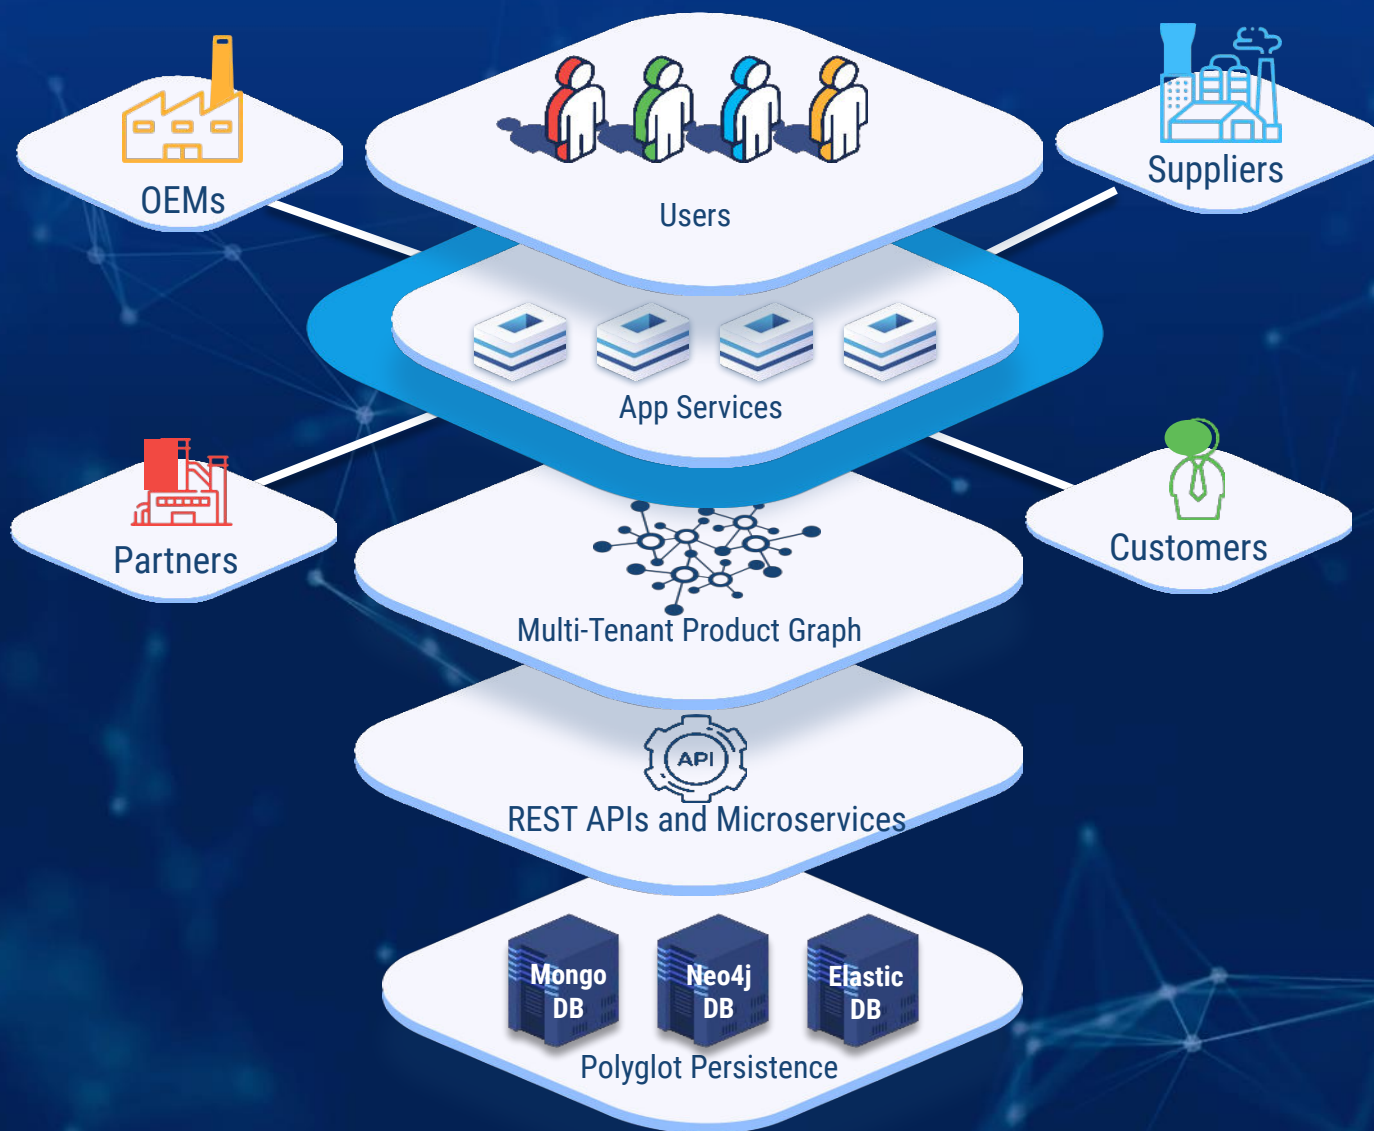 OEMs
Users
Suppliers
App Services
Partners
Customers
Multi-Tenant Product Graph
API
REST APIs and Microservices
Mongo
DB
Neo4j
DB
Elastic
DB
Polyglot Persistence